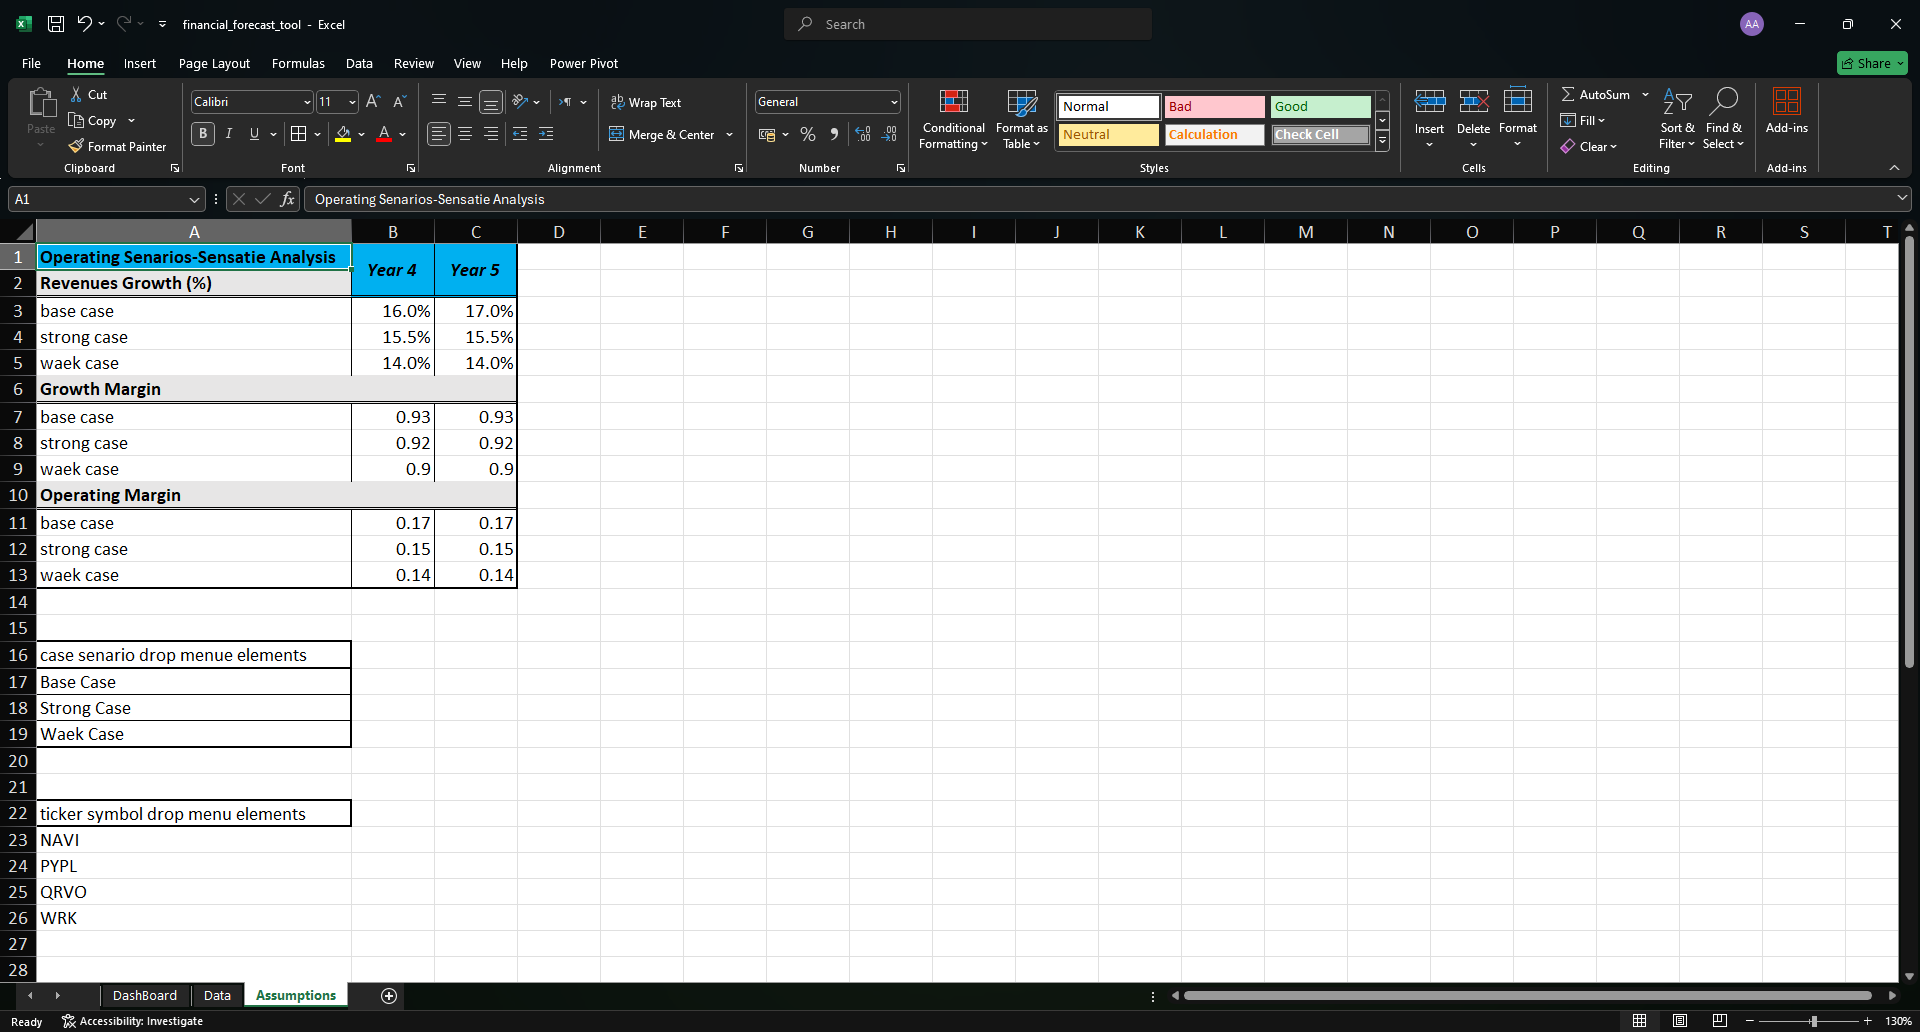 financial_forecast_tool - Excel
Search
AA
File Home Insert Page Layout Formulas Data Review View Help Power Pivot
Share
Paste
Cut
Copy
Format Painter
Clipboard
Calibri 11
B I U
Font
Wrap Text
Merge & Center
Alignment
General
Number
Conditional Formatting
Format as Table
Normal Bad Good
Neutral Calculation Check Cell
Styles
Insert Delete Format
Cells
AutoSum
Fill
Clear
Sort & Filter
Find & Select
Editing
Add-ins
Add-ins
A1 fx Operating Senarios-Sensatie Analysis
A B C D E F G H I J K L M N O P Q R S T
1 Operating Senarios-Sensatie Analysis Year 4 Year 5
2 Revenues Growth (%)
3 base case 16.0% 17.0%
4 strong case 15.5% 15.5%
5 waek case 14.0% 14.0%
6 Growth Margin
7 base case 0.93 0.93
8 strong case 0.92 0.92
9 waek case 0.9 0.9
10 Operating Margin
11 base case 0.17 0.17
12 strong case 0.15 0.15
13 waek case 0.14 0.14
14
15
16 case senario drop menue elements
17 Base Case
18 Strong Case
19 Waek Case
20
21
22 ticker symbol drop menu elements
23 NAVI
24 PYPL
25 QRVO
26 WRK
27
28
DashBoard Data Assumptions
Ready Accessibility: Investigate 130%